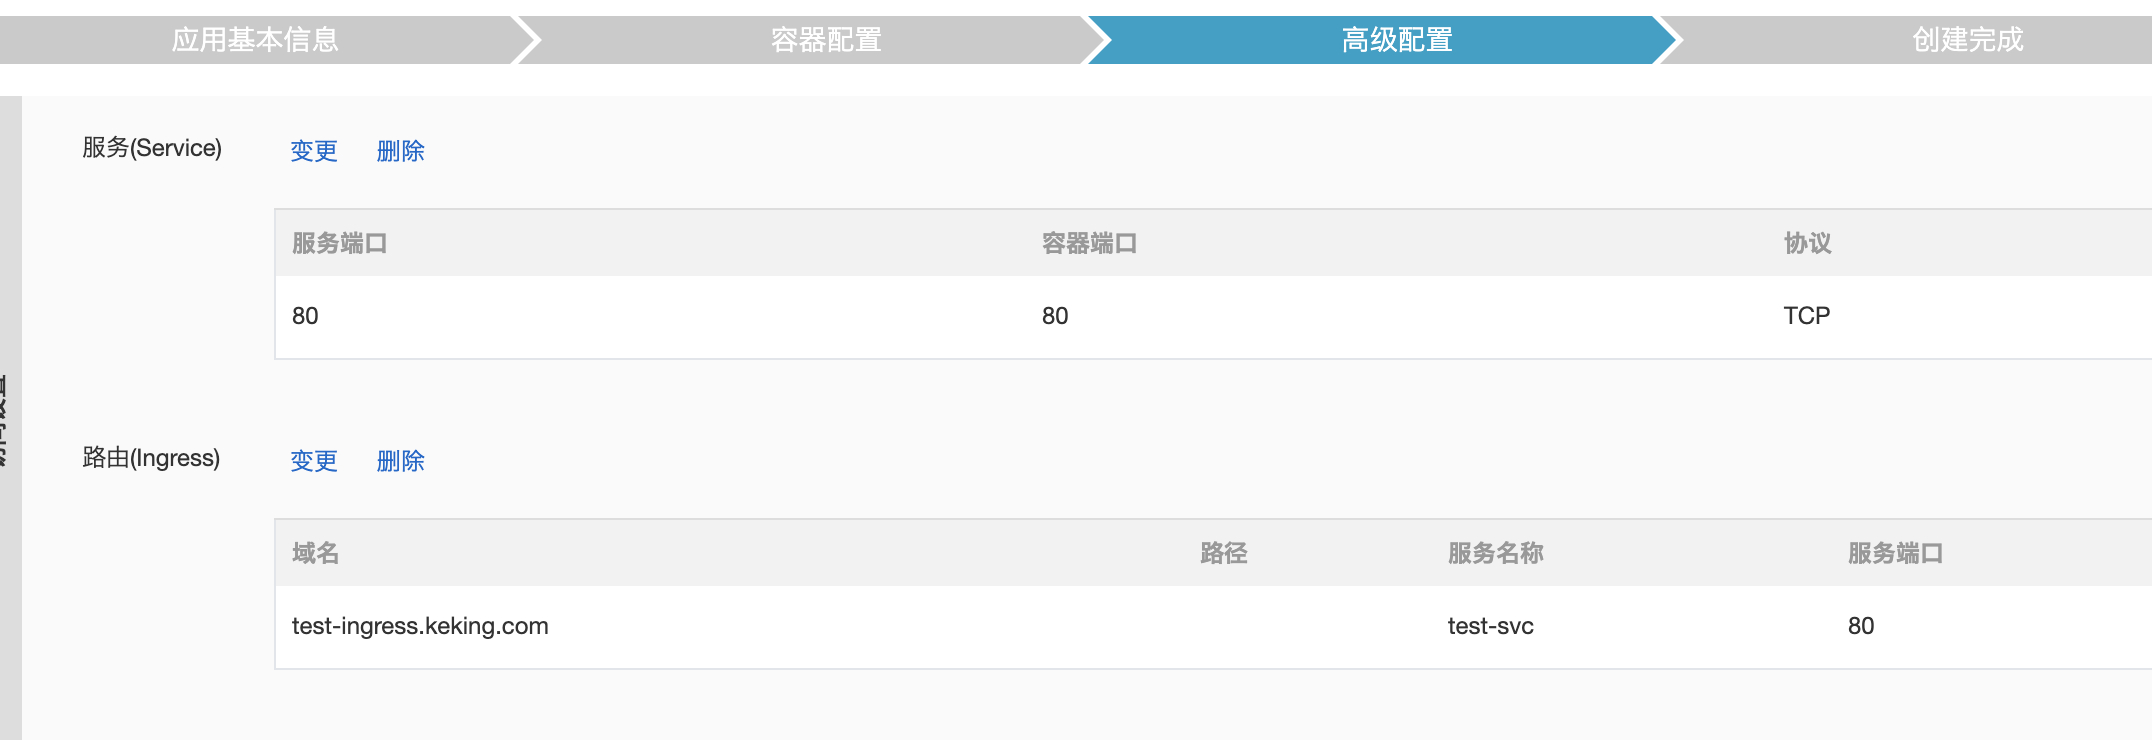 应用基本信息 容器配置 高级配置 创建完成
服务(Service) 变更 删除
服务端口 容器端口 协议
80 80 TCP
路由(Ingress) 变更 删除
域名 路径 服务名称 服务端口
test-ingress.keking.com test-svc 80